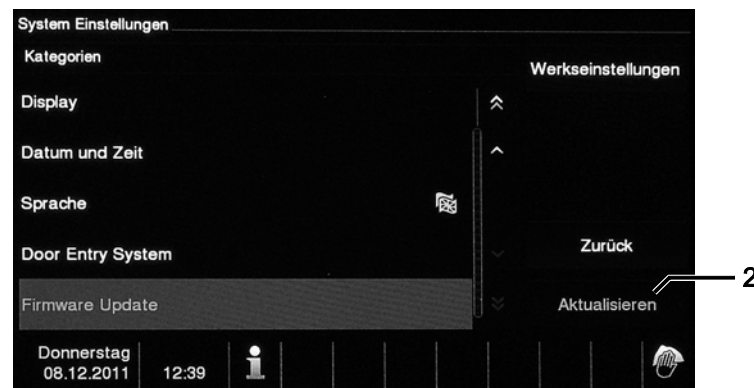 System Einstellungen
Kategorien
Werkseinstellungen
Display
Datum und Zeit
Sprache
Door Entry System
Zurück
Firmware Update
Aktualisieren
2
Donnerstag
08.12.2011
12:39